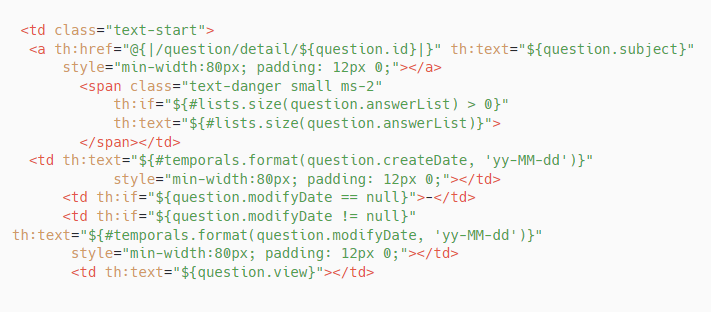 <td class="text-start">
<a th:href="@{|/question/detail/${question.id}|}" th:text="${question.subject}"
style="min-width:80px; padding: 12px 0;"></a>
<span class="text-danger small ms-2"
th:if="${#lists.size(question.answerList) > 0}"
th:text="${#lists.size(question.answerList)}">
</span></td>
<td th:text="${#temporals.format(question.createDate, 'yy-MM-dd')}"
style="min-width:80px; padding: 12px 0;"></td>
<td th:if="${question.modifyDate == null}">-</td>
<td th:if="${question.modifyDate != null}"
th:text="${#temporals.format(question.modifyDate, 'yy-MM-dd')}"
style="min-width:80px; padding: 12px 0;"></td>
<td th:text="${question.view}"></td>